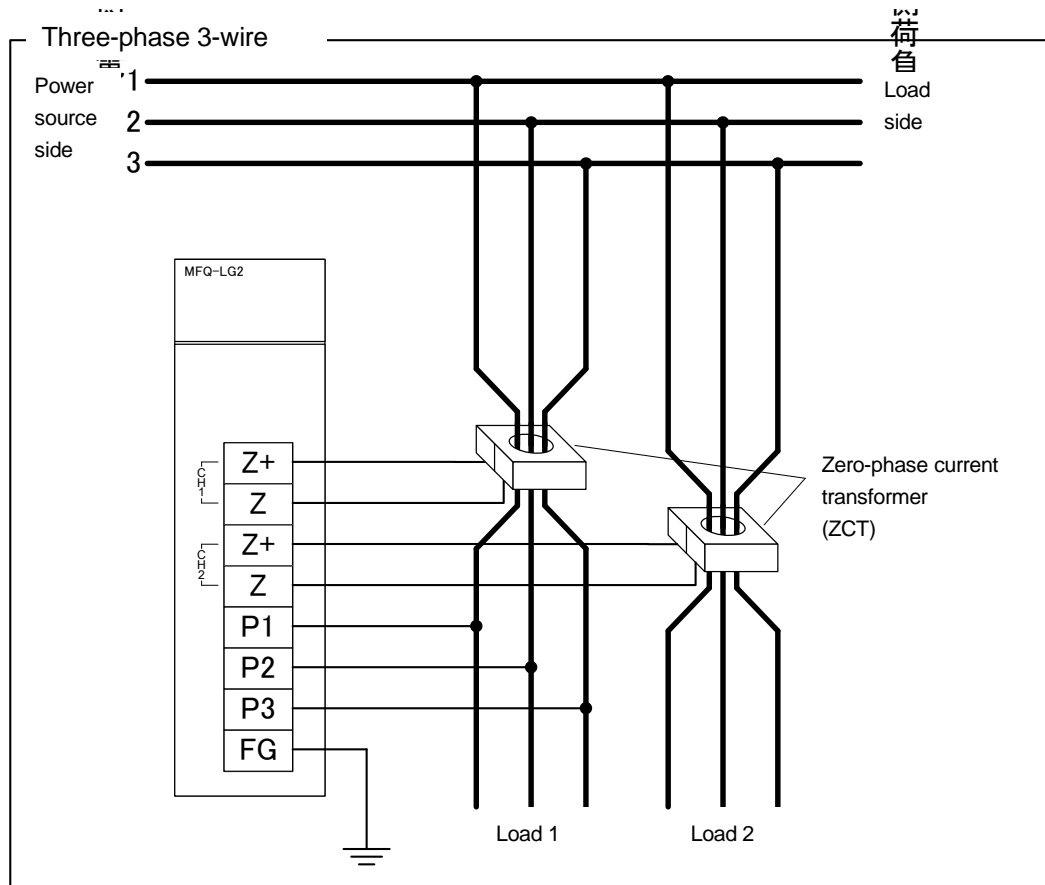 Three-phase 3-wire
Power
source
side
1
2
3
荷
Load
side
MFQ-LG2
CH1
Z+
Z
CH2
Z+
Z
P1
P2
P3
FG
Zero-phase current
transformer
(ZCT)
Load 1
Load 2